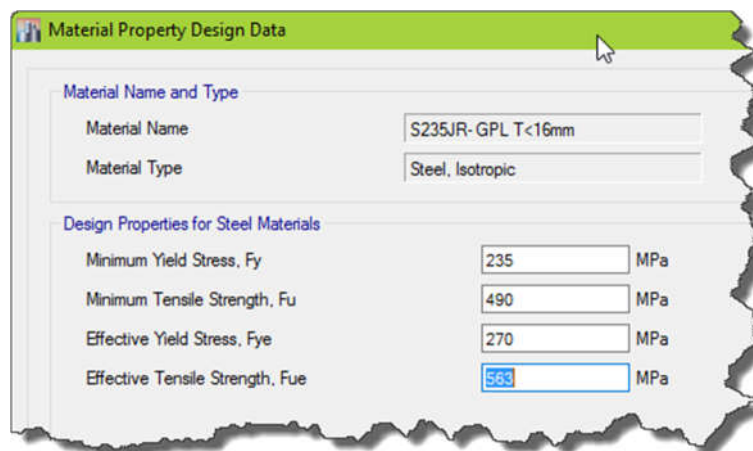 Material Property Design Data
Material Name and Type
Material Name S235JR- GPL T<16mm
Material Type Steel, Isotropic
Design Properties for Steel Materials
Minimum Yield Stress, Fy 235 MPa
Minimum Tensile Strength, Fu 490 MPa
Effective Yield Stress, Fye 270 MPa
Effective Tensile Strength, Fue 563 MPa